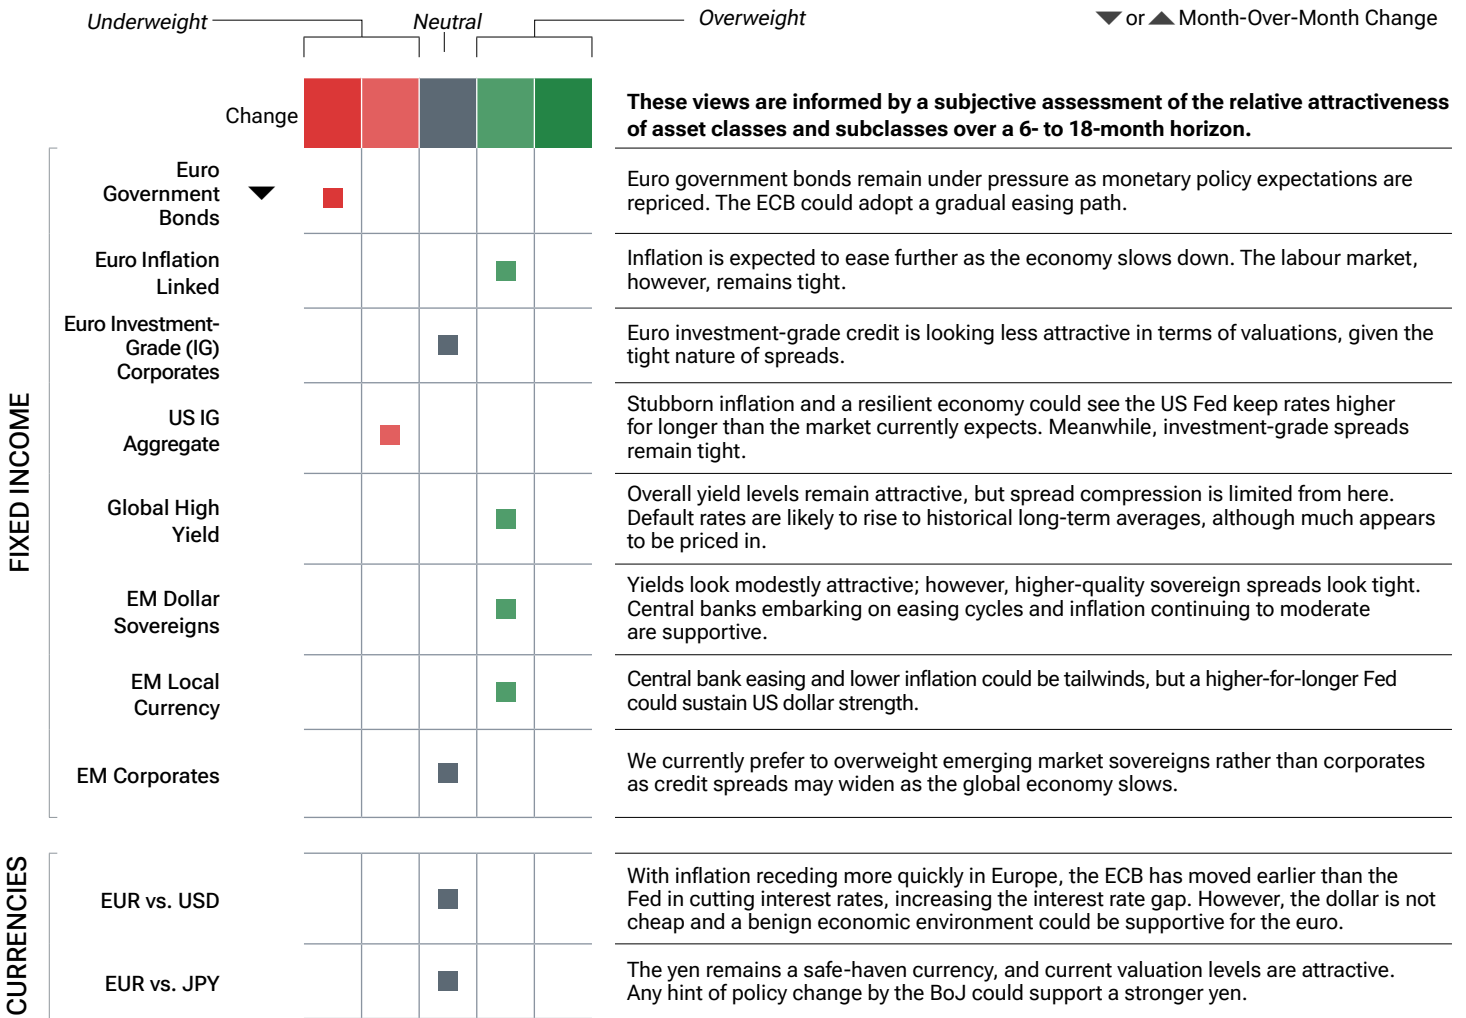 Underweight
Neutral
Overweight
▼ or ▲ Month-Over-Month Change
Change
These views are informed by a subjective assessment of the relative attractiveness
of asset classes and subclasses over a 6- to 18-month horizon.
FIXED INCOME
Euro
Government
Bonds
Euro government bonds remain under pressure as monetary policy expectations are
repriced. The ECB could adopt a gradual easing path.
Euro Inflation
Linked
Inflation is expected to ease further as the economy slows down. The labour market,
however, remains tight.
Euro Investment-
Grade (IG)
Corporates
Euro investment-grade credit is looking less attractive in terms of valuations, given the
tight nature of spreads.
US IG
Aggregate
Stubborn inflation and a resilient economy could see the US Fed keep rates higher
for longer than the market currently expects. Meanwhile, investment-grade spreads
remain tight.
Global High
Yield
Overall yield levels remain attractive, but spread compression is limited from here.
Default rates are likely to rise to historical long-term averages, although much appears
to be priced in.
EM Dollar
Sovereigns
Yields look modestly attractive; however, higher-quality sovereign spreads look tight.
Central banks embarking on easing cycles and inflation continuing to moderate
are supportive.
EM Local
Currency
Central bank easing and lower inflation could be tailwinds, but a higher-for-longer Fed
could sustain US dollar strength.
EM Corporates
We currently prefer to overweight emerging market sovereigns rather than corporates
as credit spreads may widen as the global economy slows.
CURRENCIES
EUR vs. USD
With inflation receding more quickly in Europe, the ECB has moved earlier than the
Fed in cutting interest rates, increasing the interest rate gap. However, the dollar is not
cheap and a benign economic environment could be supportive for the euro.
EUR vs. JPY
The yen remains a safe-haven currency, and current valuation levels are attractive.
Any hint of policy change by the BoJ could support a stronger yen.